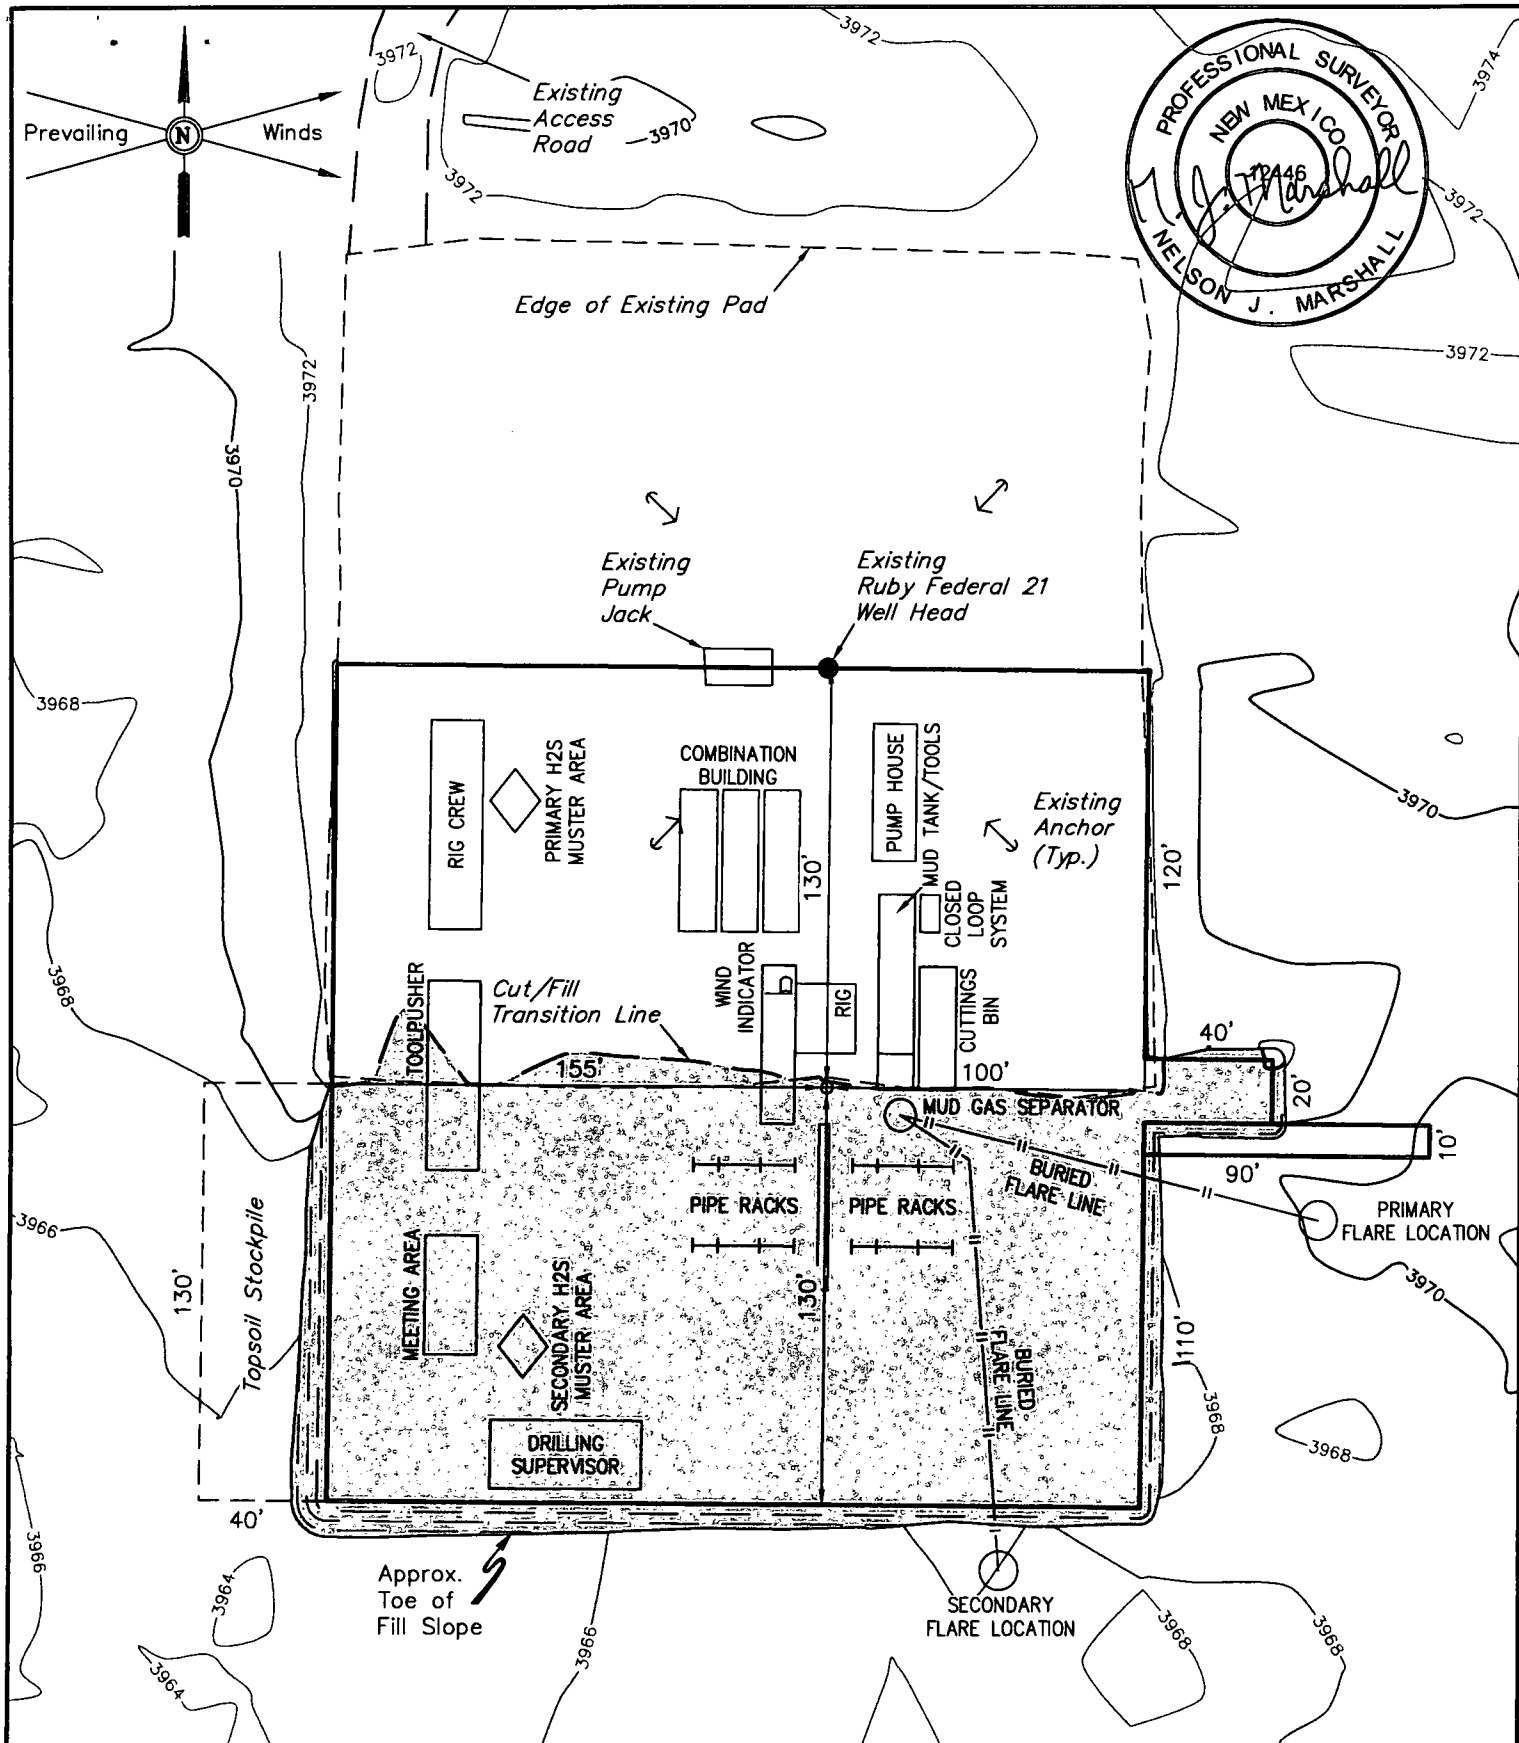 3972
3972
3974
PROFESSIONAL SURVEYOR
NEW MEXICO
12446
N. J. Marshall
NELSON J. MARSHALL
Existing
Access
Road
3970
Prevailing
N
Winds
3972
3972
Edge of Existing Pad
3972
3972
3970
Existing
Pump
Jack
Existing
Ruby Federal 21
Well Head
3968
RIG CREW
PRIMARY H2S
MUSTER AREA
COMBINATION
BUILDING
PUMP HOUSE
MUD TANK/TOOLS
Existing
Anchor
(Typ.)
3970
130'
120'
CLOSED
LOOP
SYSTEM
3968
TOOLPUSHER
Cut/Fill
Transition Line
WIND
INDICATOR
RIG
CUTTINGS
BIN
40'
155'
100'
20'
MUD GAS SEPARATOR
10'
BURIED
FLARE LINE
90'
PIPE RACKS
PIPE RACKS
PRIMARY
FLARE LOCATION
3966
130'
Topsoil Stockpile
MEETING AREA
SECONDARY H2S
MUSTER AREA
130'
BURIED
FLARE LINE
110'
3970
3968
3968
DRILLING
SUPERVISOR
40'
3966
3964
Approx.
Toe of
Fill Slope
SECONDARY
FLARE LOCATION
3966
3968
3968
3964